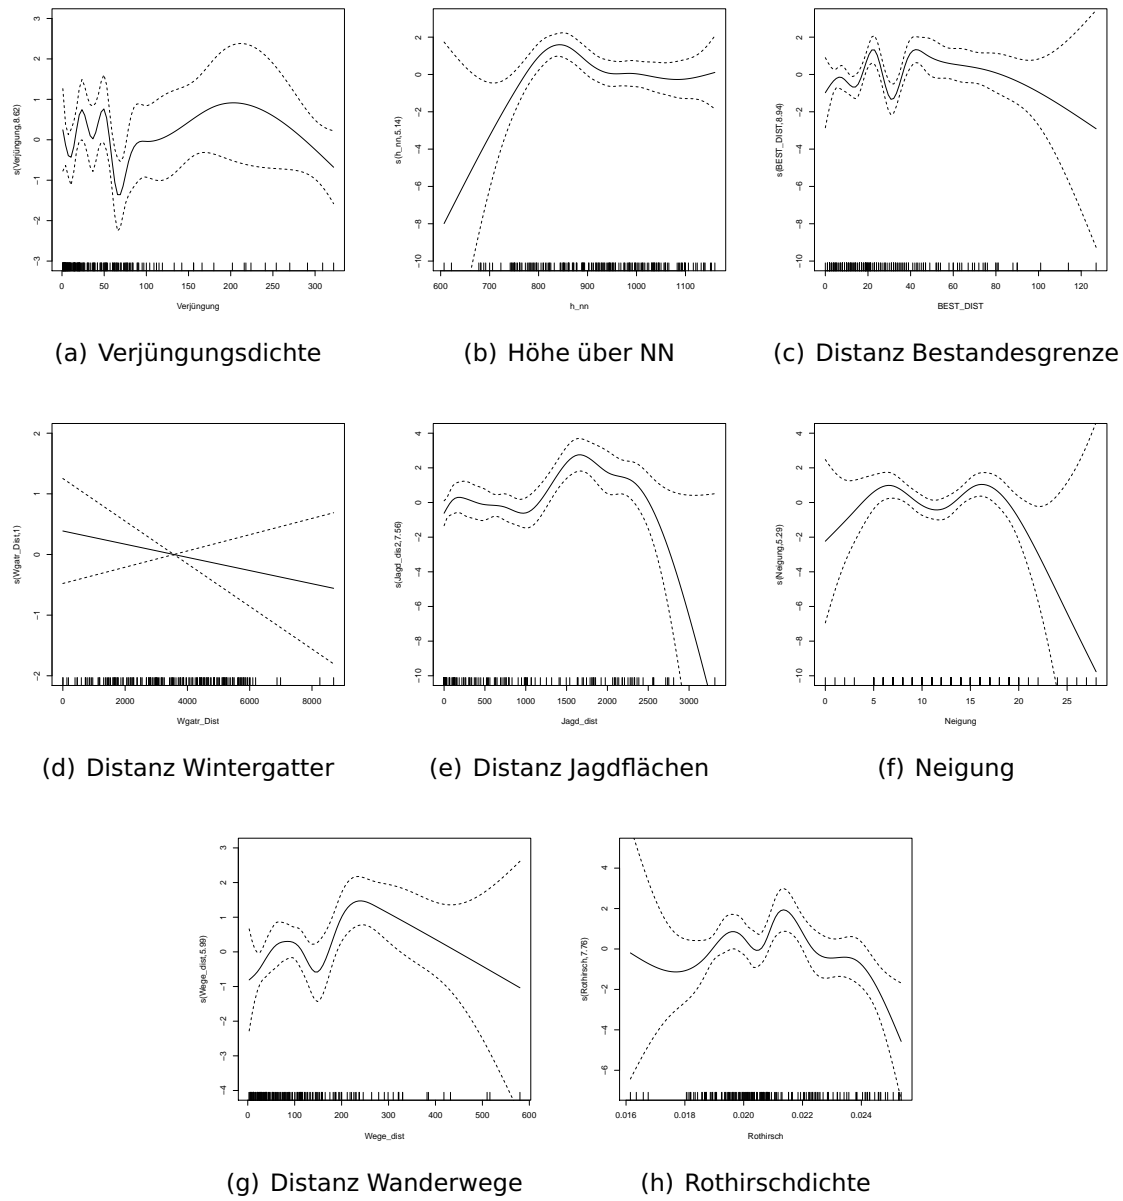 s(Verjüngung,8.62)
−3 −2 −1 0 1 2 3
0 50 100 150 200 250 300
Verjüngung
(a) Verjüngungsdichte
s(h_nn,5.14)
−10 −8 −6 −4 −2 0 2
600 700 800 900 1000 1100
h_nn
(b) Höhe über NN
s(BEST_DIST,8.94)
−10 −8 −6 −4 −2 0 2
0 20 40 60 80 100 120
BEST_DIST
(c) Distanz Bestandesgrenze
s(Wgatr_Dist,1)
−2 −1 0 1 2
0 2000 4000 6000 8000
Wgatr_Dist
(d) Distanz Wintergatter
s(Jagd_dis2,7.56)
−10 −8 −6 −4 −2 0 2 4
0 500 1000 1500 2000 2500 3000
Jagd_dist
(e) Distanz Jagdflächen
s(Neigung,5.29)
−10 −8 −6 −4 −2 0 2 4
0 5 10 15 20 25
Neigung
(f) Neigung
s(Wege_dist,5.99)
−4 −3 −2 −1 0 1 2 3
0 100 200 300 400 500 600
Wege_dist
(g) Distanz Wanderwege
s(Rothirsch,7.76)
−6 −4 −2 0 2 4
0.016 0.018 0.020 0.022 0.024
Rothirsch
(h) Rothirschdichte